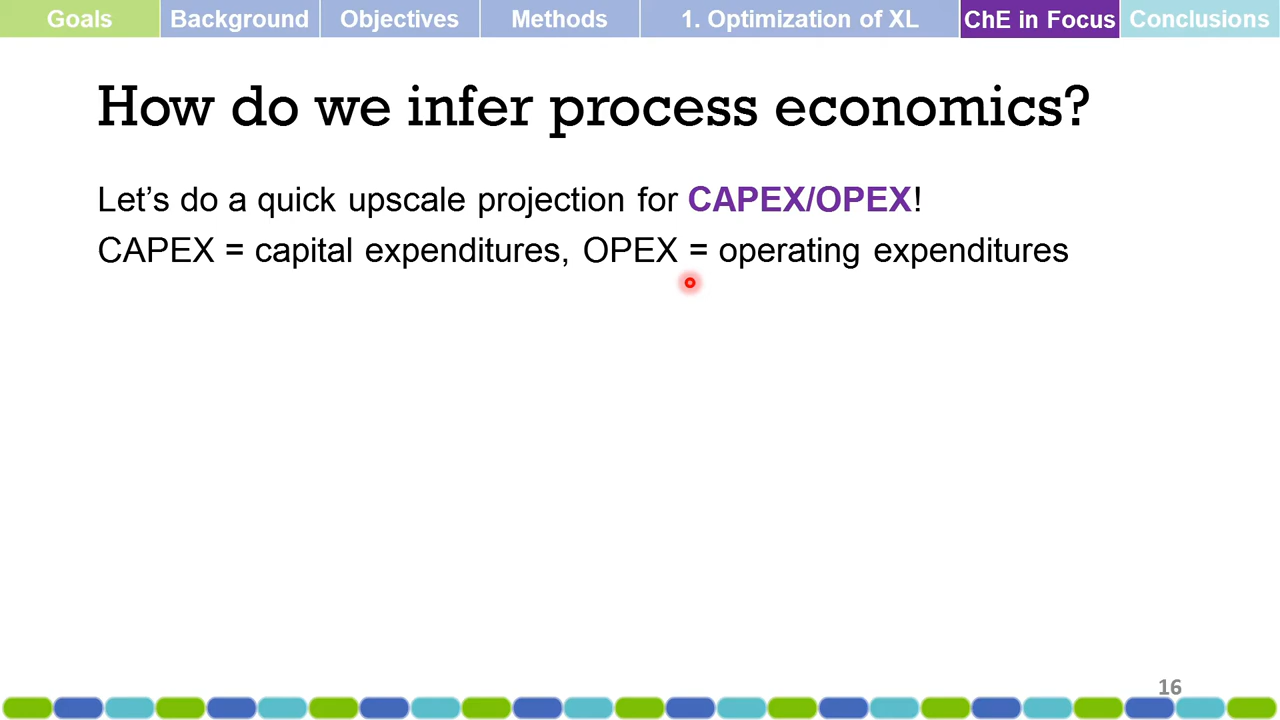 Goals Background Objectives Methods 1. Optimization of XL ChE in Focus Conclusions
How do we infer process economics?
Let’s do a quick upscale projection for CAPEX/OPEX!
CAPEX = capital expenditures, OPEX = operating expenditures
16